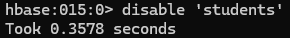 hbase:015:0> disable 'students'
Took 0.3578 seconds